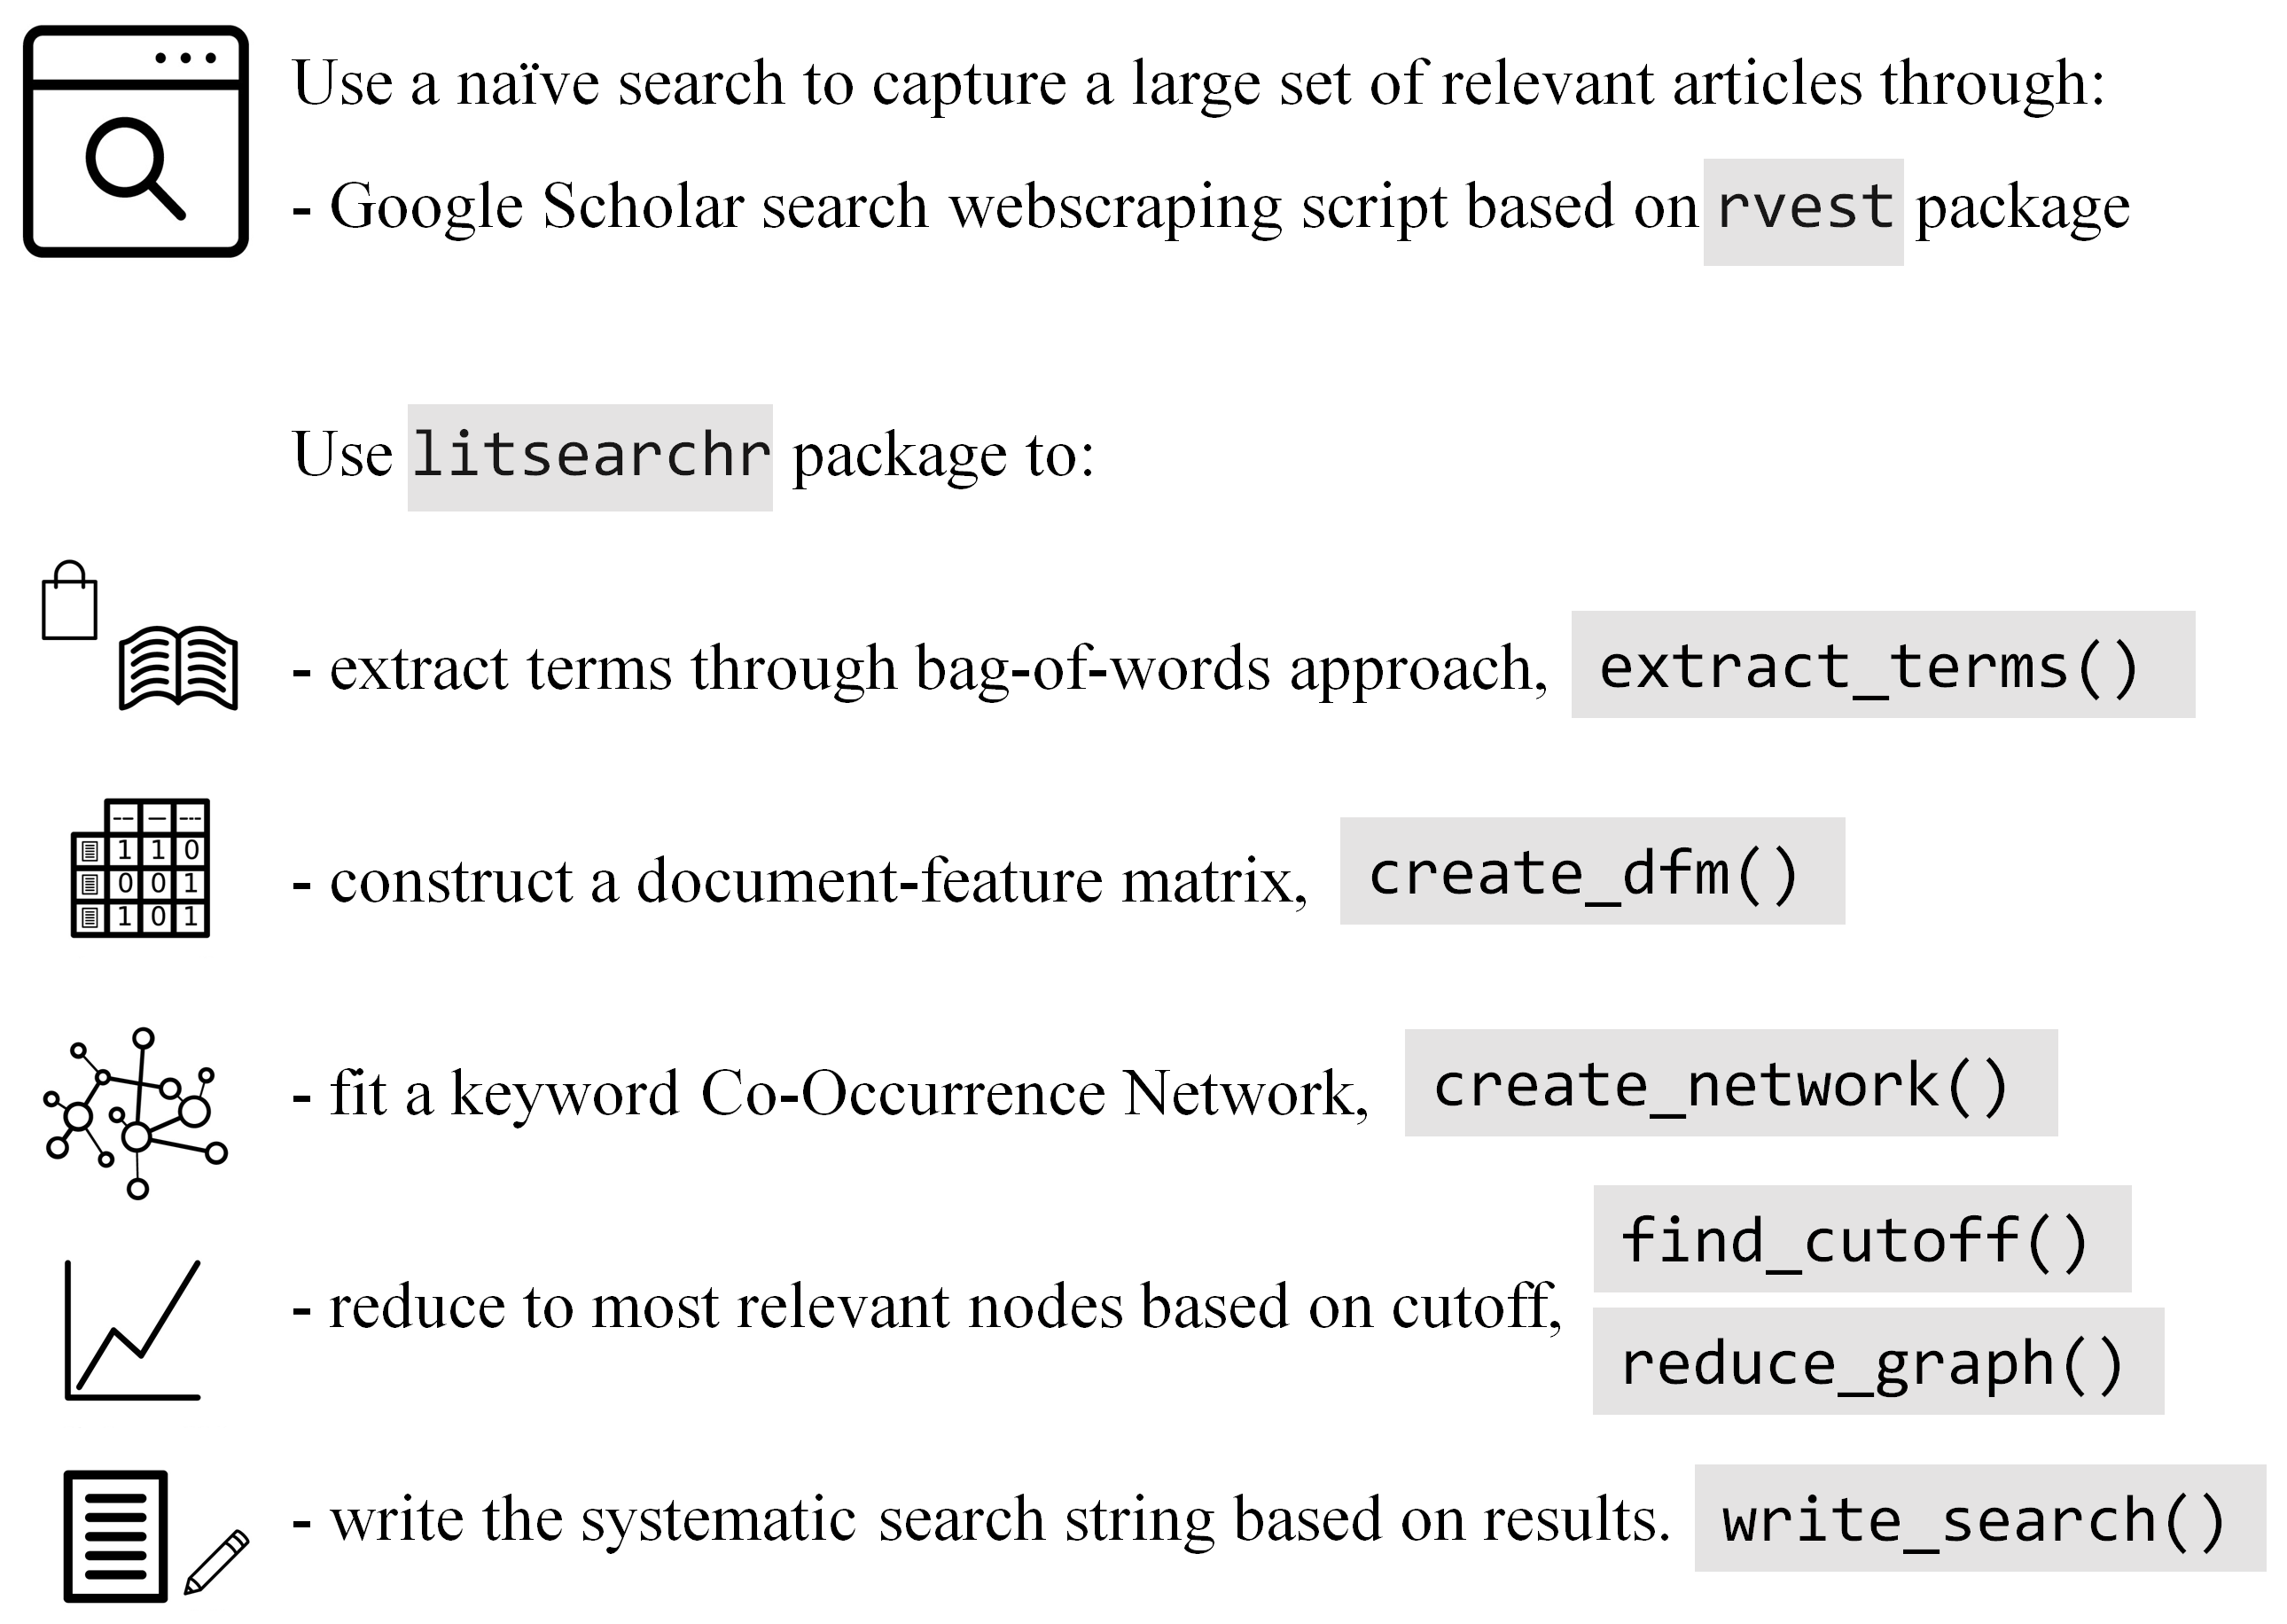 Use a naïve search to capture a large set of relevant articles through:
- Google Scholar search webscraping script based on rvest package
Use litsearchr package to:
- extract terms through bag-of-words approach, extract_terms()
1 1 0
0 0 1
1 0 1
- construct a document-feature matrix, create_dfm()
- fit a keyword Co-Occurrence Network, create_network()
- reduce to most relevant nodes based on cutoff, find_cutoff()
reduce_graph()
- write the systematic search string based on results. write_search()